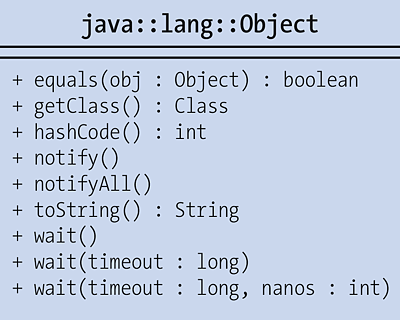 java::lang::Object
+ equals(obj : Object) : boolean
+ getClass() : Class
+ hashCode() : int
+ notify()
+ notifyAll()
+ toString() : String
+ wait()
+ wait(timeout : long)
+ wait(timeout : long, nanos : int)